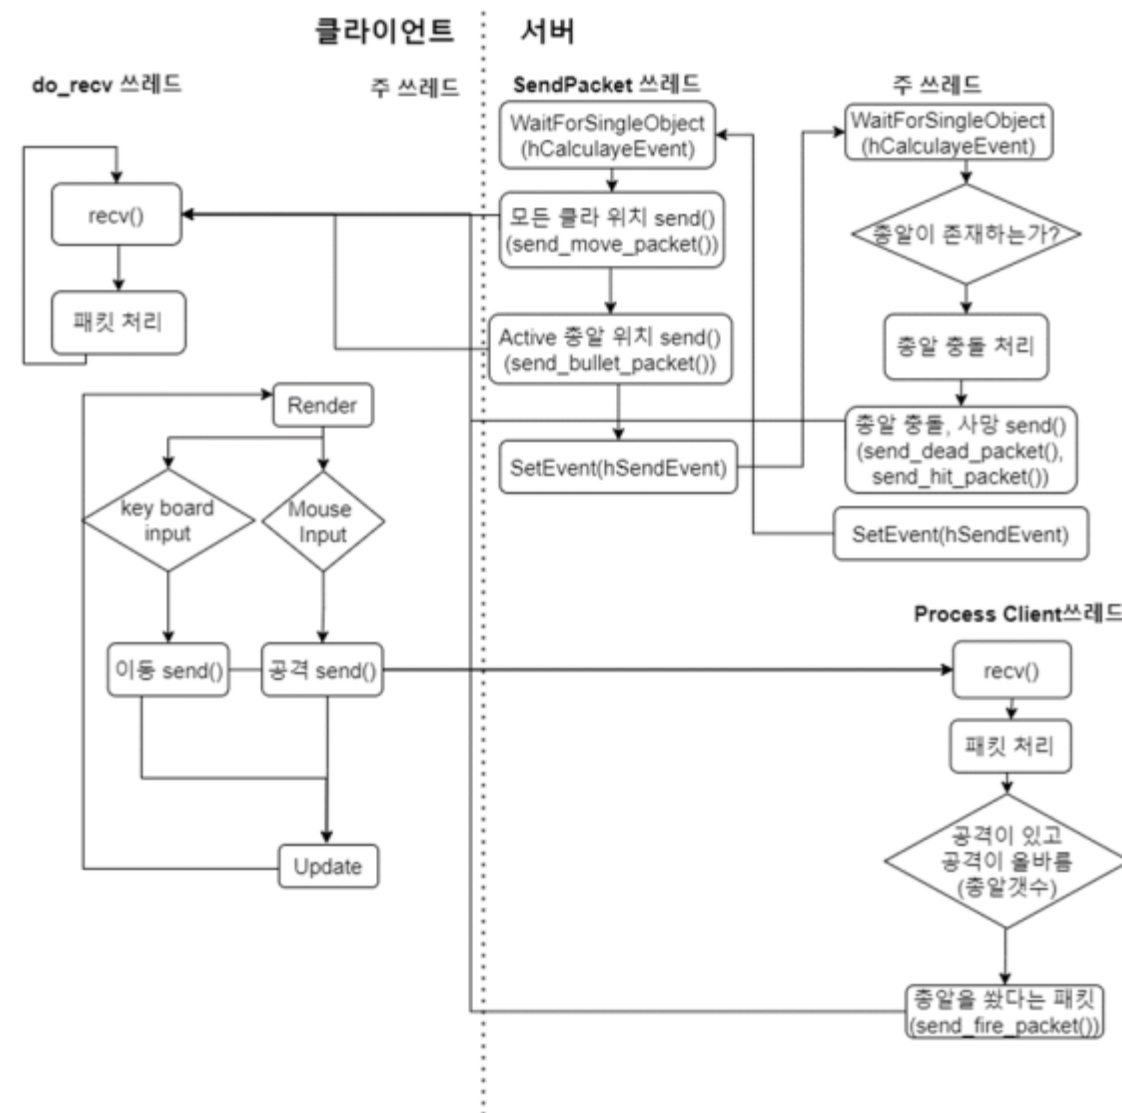 클라이언트
서버
do_recv 쓰레드
주 쓰레드
SendPacket 쓰레드
주 쓰레드
recv()
패킷 처리
Render
key board
input
Mouse
Input
이동 send()
공격 send()
Update
WaitForSingleObject
(hCalculayeEvent)
모든 클라 위치 send()
(send_move_packet())
Active 총알 위치 send()
(send_bullet_packet())
SetEvent(hSendEvent)
WaitForSingleObject
(hCalculayeEvent)
총알이 존재하는가?
총알 충돌 처리
총알 충돌, 사망 send()
(send_dead_packet(),
send_hit_packet())
SetEvent(hSendEvent)
Process Client쓰레드
recv()
패킷 처리
공격이 있고
공격이 올바름
(총알갯수)
총알을 쐈다는 패킷
(send_fire_packet())